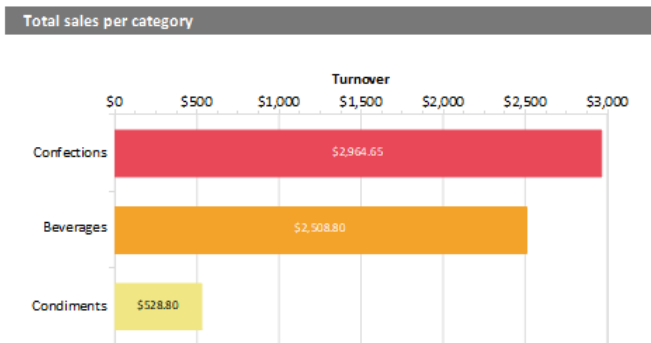 Total sales per category
Turnover
$0 $500 $1,000 $1,500 $2,000 $2,500 $3,000
Confections $2,964.65
Beverages $2,508.80
Condiments $528.80